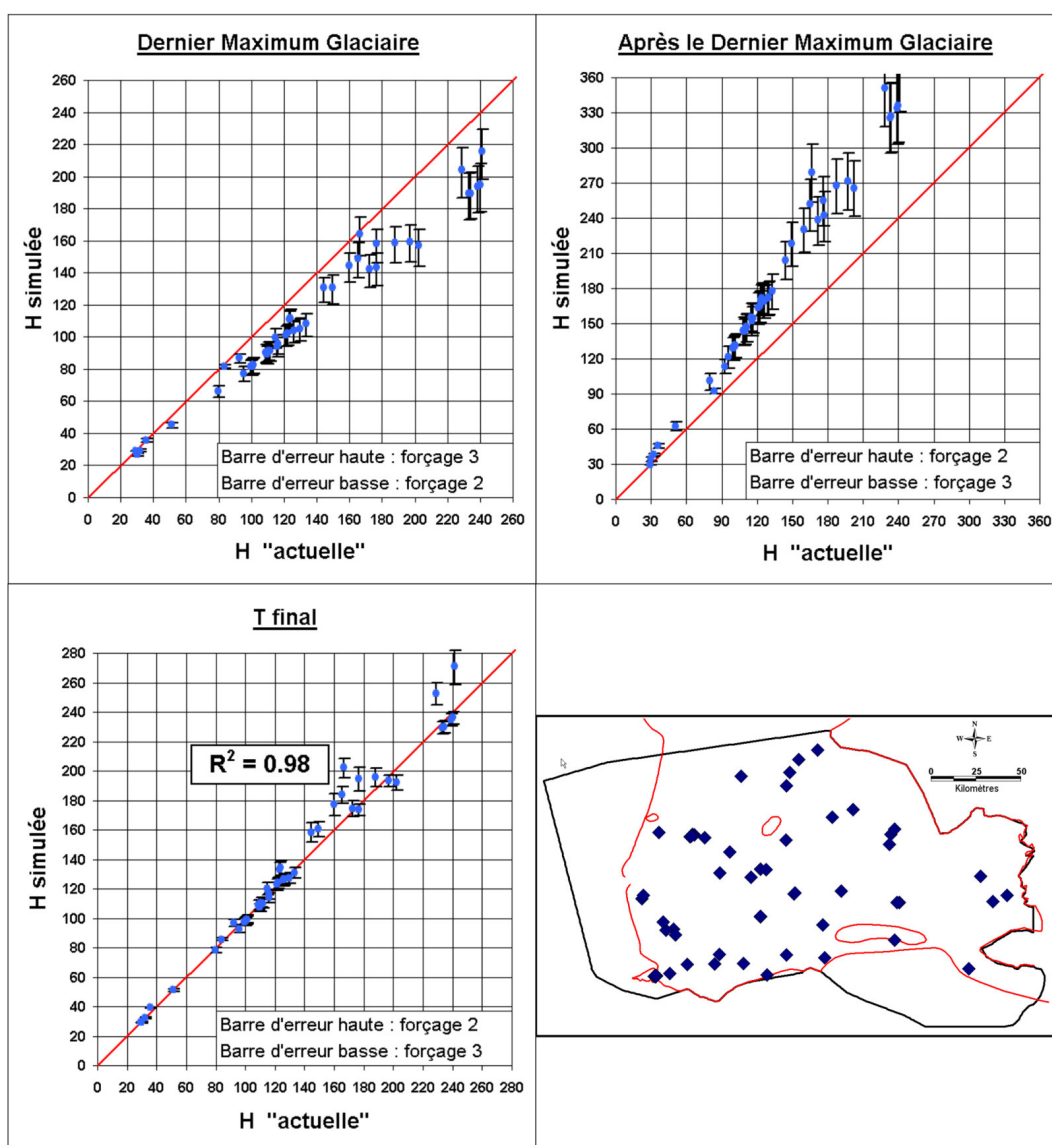 Dernier Maximum Glaciaire
260
240
220
200
180
160
140
120
100
80
60
40
20
0
H simulée
Barre d'erreur haute : forçage 3
Barre d'erreur basse : forçage 2
0 20 40 60 80 100 120 140 160 180 200 220 240 260
H "actuelle"
Après le Dernier Maximum Glaciaire
360
330
300
270
240
210
180
150
120
90
60
30
0
H simulée
Barre d'erreur haute : forçage 2
Barre d'erreur basse : forçage 3
0 30 60 90 120 150 180 210 240 270 300 330 360
H "actuelle"
T final
280
260
240
220
200
180
160
140
120
100
80
60
40
20
0
H simulée
R² = 0.98
Barre d'erreur haute : forçage 2
Barre d'erreur basse : forçage 3
0 20 40 60 80 100 120 140 160 180 200 220 240 260 280
H "actuelle"
N
W E
S
0 25 50
Kilomètres